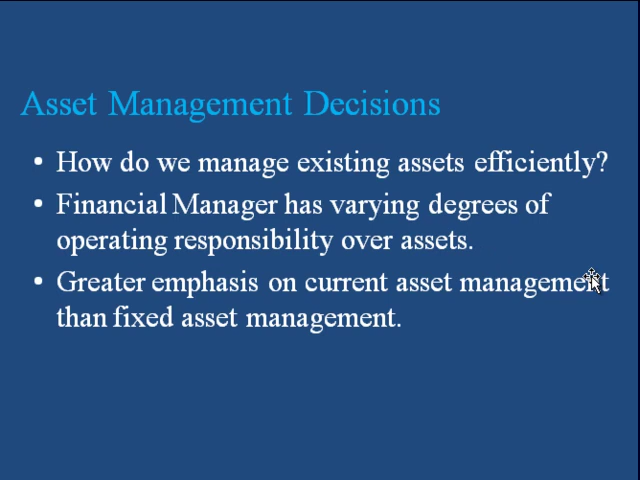 Asset Management Decisions
• How do we manage existing assets efficiently?
• Financial Manager has varying degrees of
operating responsibility over assets.
• Greater emphasis on current asset management
than fixed asset management.